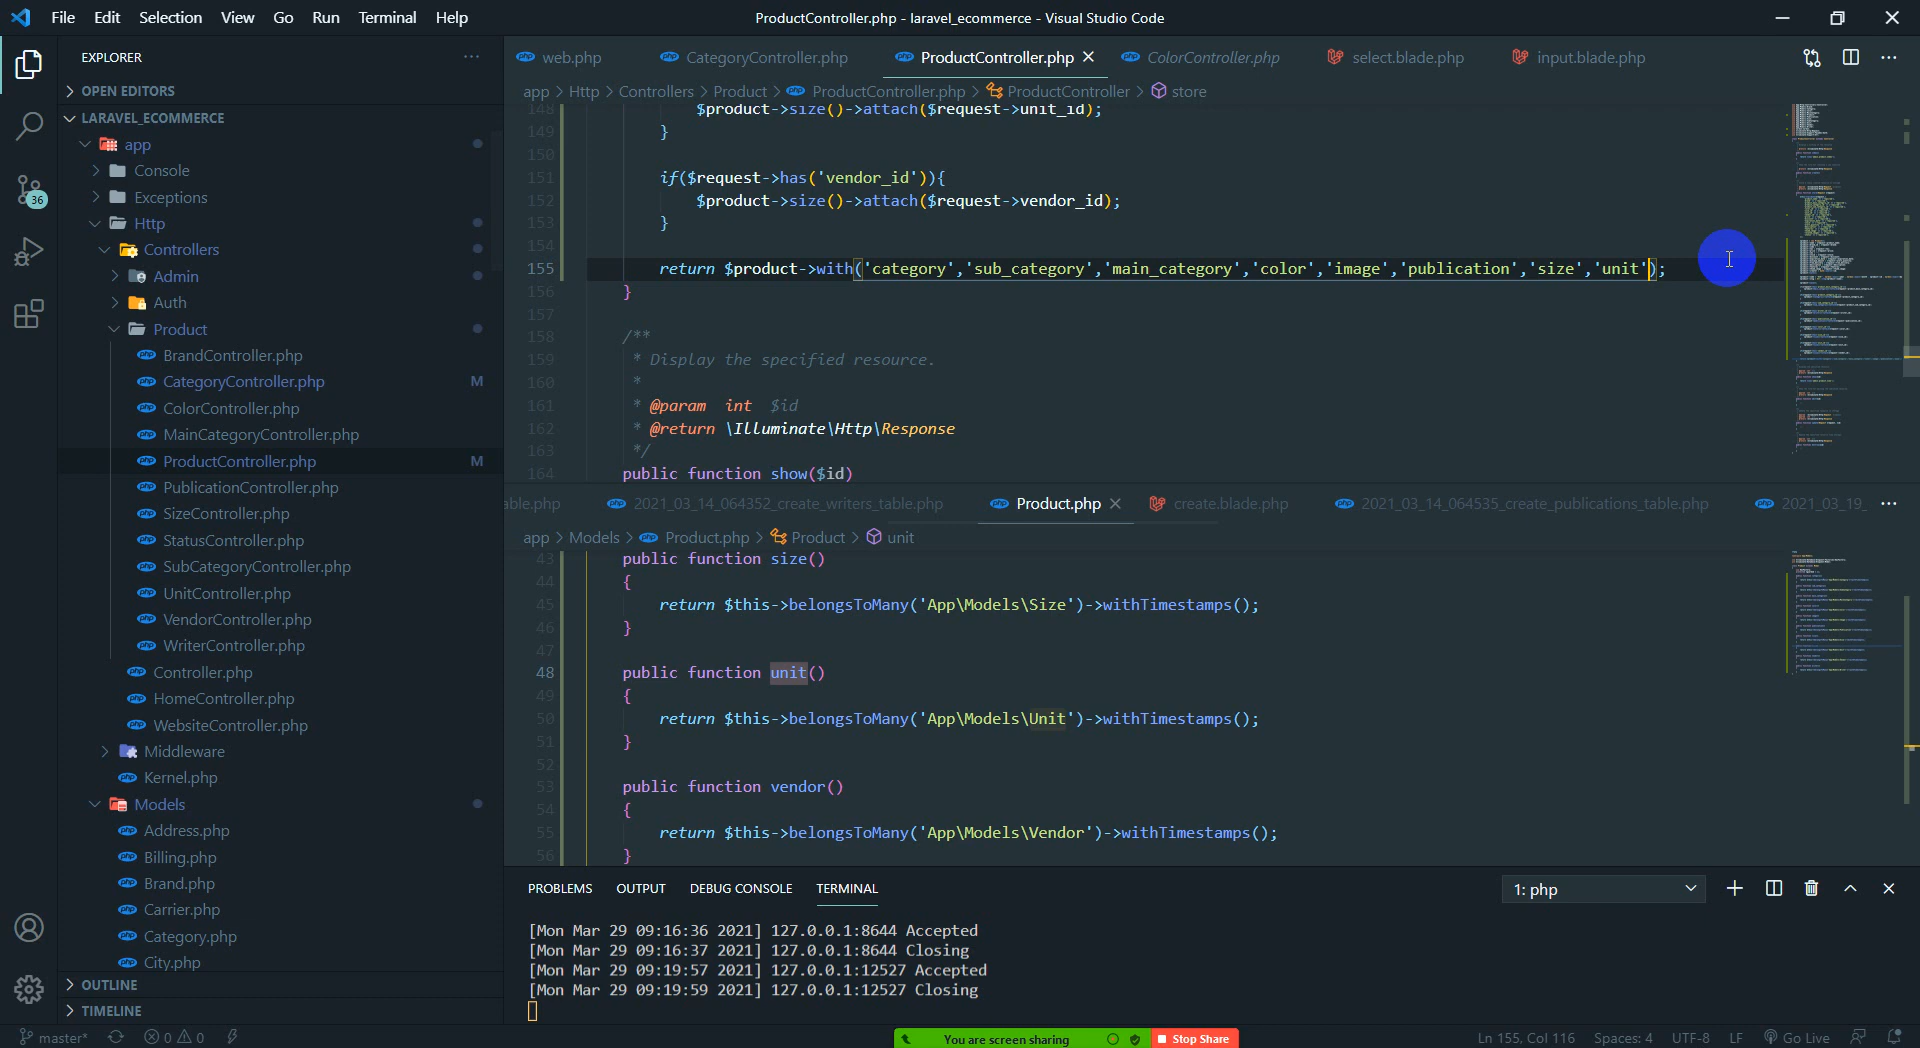 File Edit Selection View Go Run Terminal Help
ProductController.php - laravel_ecommerce - Visual Studio Code
EXPLORER
OPEN EDITORS
LARAVEL_ECOMMERCE
app
Console
Exceptions
Http
Controllers
Admin
Auth
Product
BrandController.php
CategoryController.php M
ColorController.php
MainCategoryController.php
ProductController.php M
PublicationController.php
SizeController.php
StatusController.php
SubCategoryController.php
UnitController.php
VendorController.php
WriterController.php
Controller.php
HomeController.php
WebsiteController.php
Middleware
Kernel.php
Models
Address.php
Billing.php
Brand.php
Carrier.php
Category.php
City.php
OUTLINE
TIMELINE
36
web.php CategoryController.php ProductController.php ColorController.php select.blade.php input.blade.php
app > Http > Controllers > Product > ProductController.php > ProductController > store
148 $product->size()->attach($request->unit_id);
149 }
150
151 if($request->has('vendor_id')){
152 $product->size()->attach($request->vendor_id);
153 }
154
155 return $product->with('category','sub_category','main_category','color','image','publication','size','unit');
156 }
157
158 /**
159 * Display the specified resource.
160 *
161 * @param int $id
162 * @return \Illuminate\Http\Response
163 */
164 public function show($id)
able.php 2021_03_14_064352_create_writers_table.php Product.php create.blade.php 2021_03_14_064535_create_publications_table.php 2021_03_19_
app > Models > Product.php > Product > unit
43 public function size()
44 {
45 return $this->belongsToMany('App\Models\Size')->withTimestamps();
46 }
47
48 public function unit()
49 {
50 return $this->belongsToMany('App\Models\Unit')->withTimestamps();
51 }
52
53 public function vendor()
54 {
55 return $this->belongsToMany('App\Models\Vendor')->withTimestamps();
56 }
PROBLEMS OUTPUT DEBUG CONSOLE TERMINAL
1: php
[Mon Mar 29 09:16:36 2021] 127.0.0.1:8644 Accepted
[Mon Mar 29 09:16:37 2021] 127.0.0.1:8644 Closing
[Mon Mar 29 09:19:57 2021] 127.0.0.1:12527 Accepted
[Mon Mar 29 09:19:59 2021] 127.0.0.1:12527 Closing
master* 0 0
You are screen sharing Stop Share
Ln 155, Col 116 Spaces: 4 UTF-8 LF Go Live